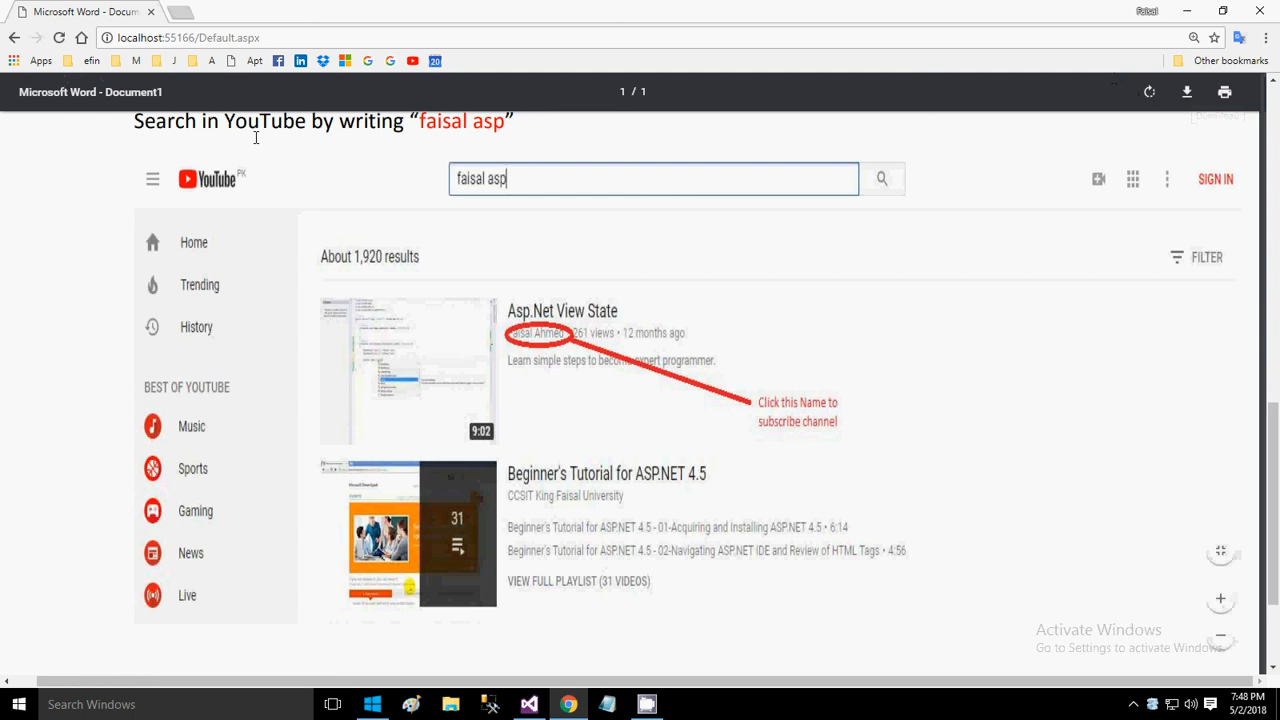 Microsoft Word - Docum
Faisal
localhost:55166/Default.aspx
Apps efin M J A Apt 20 Other bookmarks
Microsoft Word - Document1
1 / 1
Search in YouTube by writing “faisal asp”
YouTube PK
faisal asp
SIGN IN
Home
Trending
History
BEST OF YOUTUBE
Music
Sports
Gaming
News
Live
About 1,920 results
FILTER
Asp.Net View State
Faisal Ahmed 261 views • 12 months ago
Learn simple steps to become expert programmer.
9:02
Click this Name to
subscribe channel
Beginner's Tutorial for ASP.NET 4.5
CCSIT King Faisal University
31
Beginner's Tutorial for ASP.NET 4.5 - 01-Acquiring and Installing ASP.NET 4.5 • 6:14
Beginner's Tutorial for ASP.NET 4.5 - 02-Navigating ASP.NET IDE and Review of HTML Tags • 4:56
VIEW FULL PLAYLIST (31 VIDEOS)
Activate Windows
Go to Settings to activate Windows.
Search Windows
7:48 PM
5/2/2018